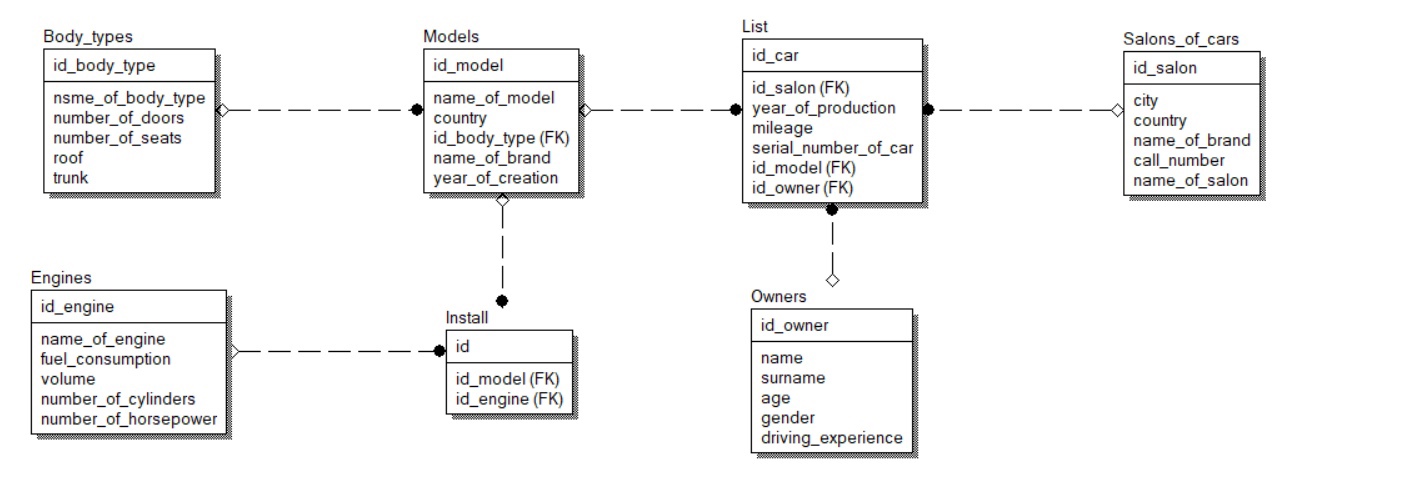 Body_types
id_body_type
nsme_of_body_type
number_of_doors
number_of_seats
roof
trunk
Models
id_model
name_of_model
country
id_body_type (FK)
name_of_brand
year_of_creation
List
id_car
id_salon (FK)
year_of_production
mileage
serial_number_of_car
id_model (FK)
id_owner (FK)
Salons_of_cars
id_salon
city
country
name_of_brand
call_number
name_of_salon
Engines
id_engine
name_of_engine
fuel_consumption
volume
number_of_cylinders
number_of_horsepower
Install
id
id_model (FK)
id_engine (FK)
Owners
id_owner
name
surname
age
gender
driving_experience